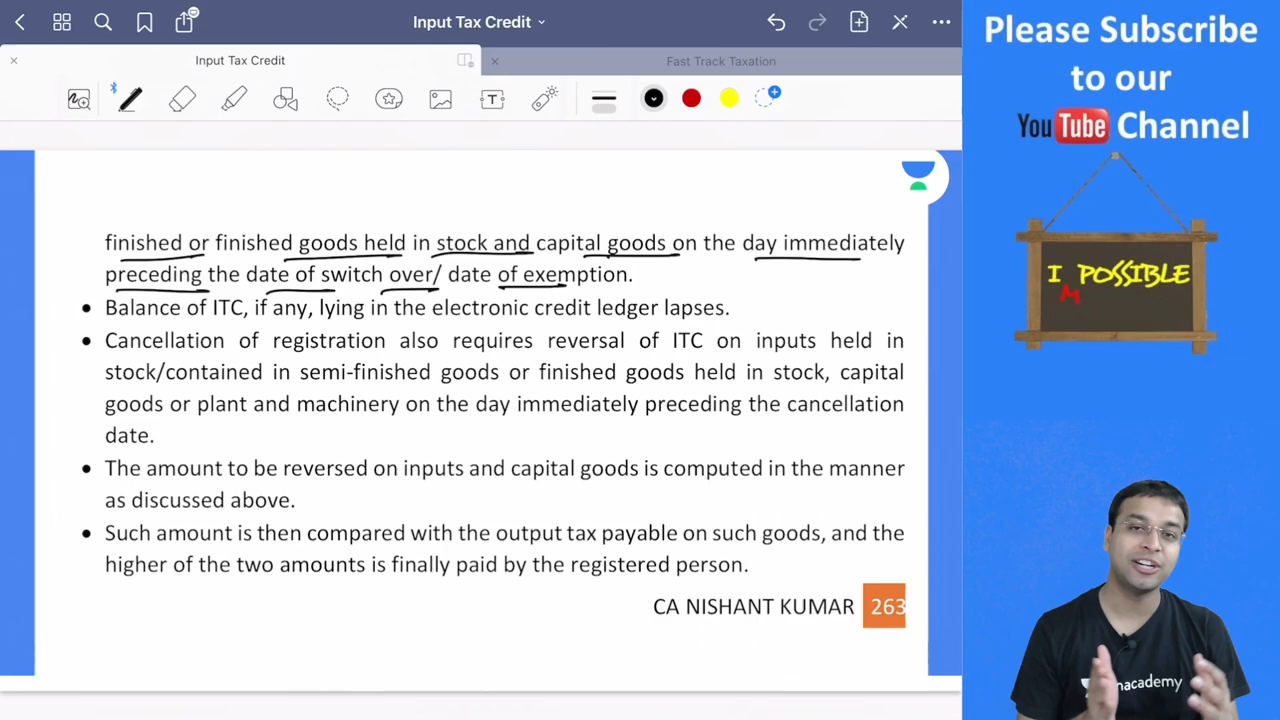 Input Tax Credit
Please Subscribe
to our
YouTube Channel
Input Tax Credit
Fast Track Taxation
I POSSIBLE
M
finished or finished goods held in stock and capital goods on the day immediately
preceding the date of switch over/ date of exemption.
• Balance of ITC, if any, lying in the electronic credit ledger lapses.
• Cancellation of registration also requires reversal of ITC on inputs held in
stock/contained in semi-finished goods or finished goods held in stock, capital
goods or plant and machinery on the day immediately preceding the cancellation
date.
• The amount to be reversed on inputs and capital goods is computed in the manner
as discussed above.
• Such amount is then compared with the output tax payable on such goods, and the
higher of the two amounts is finally paid by the registered person.
CA NISHANT KUMAR 263
nacademy